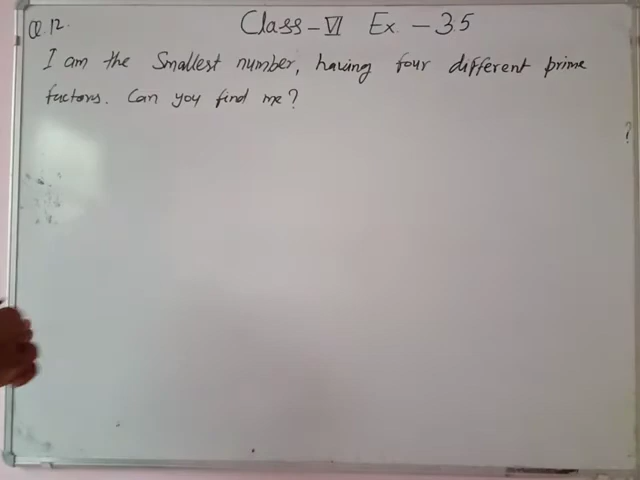 Q.12. Class-VI Ex. - 3.5
I am the Smallest number, having four different prime
factors. Can you find me?
?